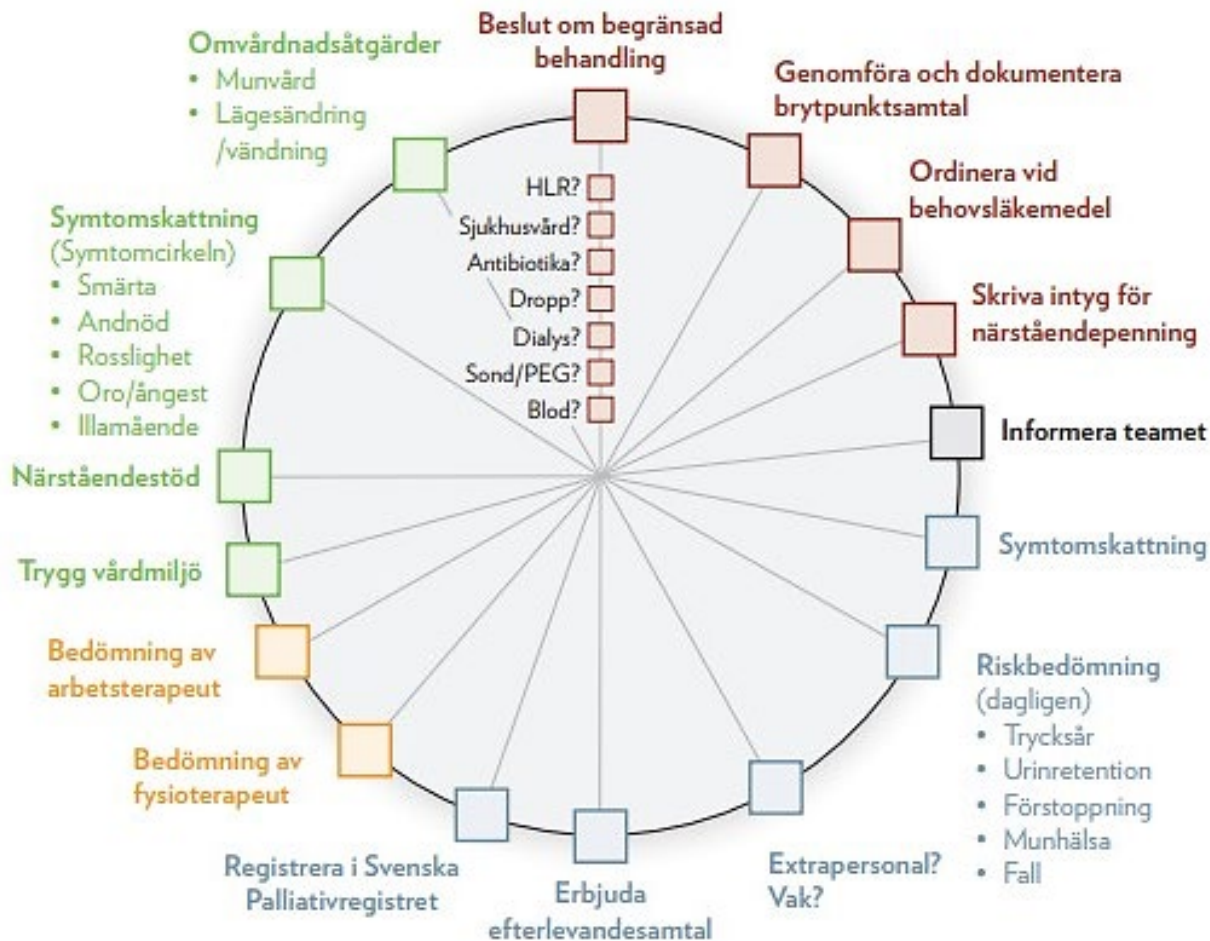 Beslut om begränsad
behandling
Genomföra och dokumentera
brytpunktsamtal
Ordinera vid
behovsläkemedel
Skriva intyg för
närståendepenning
Informera teamet
Symtomskattning
Riskbedömning
(dagligen)
• Trycksår
• Urinretention
• Förstoppning
• Munhälsa
• Fall
Extrapersonal?
Vak?
Erbjuda
efterlevandesamtal
Registrera i Svenska
Palliativregistret
Bedömning av
fysioterapeut
Bedömning av
arbetsterapeut
Trygg vårdmiljö
Närståendestöd
Symtomskattning
(Symtomcirkeln)
• Smärta
• Andnöd
• Rosslighet
• Oro/ångest
• Illamående
Omvårdnadsåtgärder
• Munvård
• Lägesändring
/vändning
HLR?
Sjukhusvård?
Antibiotika?
Dropp?
Dialys?
Sond/PEG?
Blod?